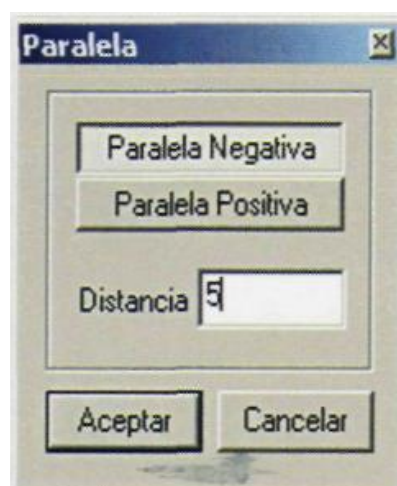 Paralela
Paralela Negativa
Paralela Positiva
Distancia 5
Aceptar Cancelar